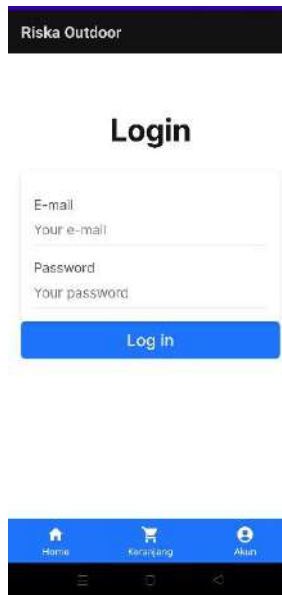 Riska Outdoor
Login
E-mail
Your e-mail
Password
Your password
Log in
Home
Keranjang
Akun